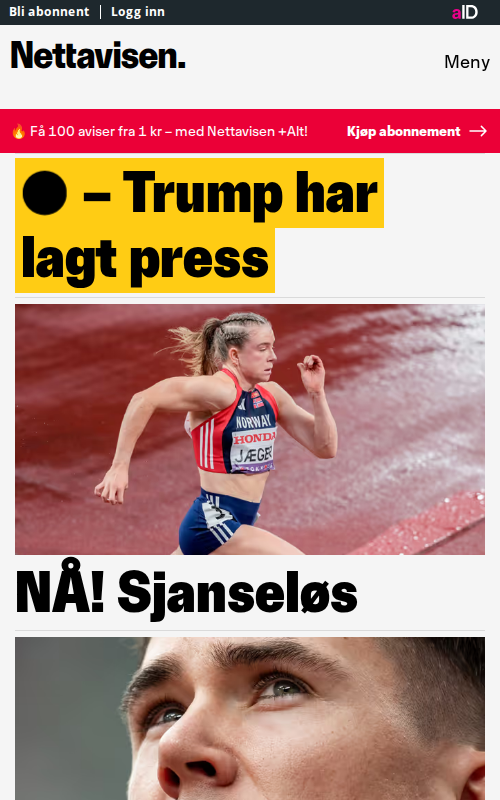 Bli abonnent
Logg inn
aID
Nettavisen.
Meny
🔥 Få 100 aviser fra 1 kr – med Nettavisen +Alt!
Kjøp abonnement →
– Trump har
lagt press
NORWAY
HONDA
JÆGER
NÅ! Sjanseløs